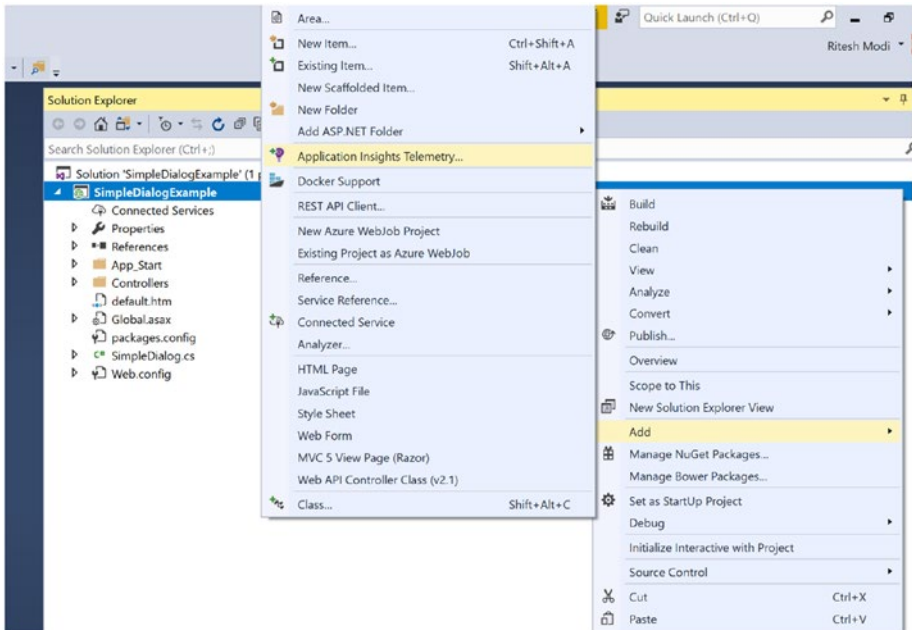 Quick Launch (Ctrl+Q)
Ritesh Modi
Solution Explorer
Search Solution Explorer (Ctrl+;)
Solution 'SimpleDialogExample' (1
SimpleDialogExample
Connected Services
Properties
References
App_Start
Controllers
default.htm
Global.asax
packages.config
SimpleDialog.cs
Web.config
Area...
New Item... Ctrl+Shift+A
Existing Item... Shift+Alt+A
New Scaffolded Item...
New Folder
Add ASP.NET Folder
Application Insights Telemetry...
Docker Support
REST API Client...
New Azure WebJob Project
Existing Project as Azure WebJob
Reference...
Service Reference...
Connected Service
Analyzer...
HTML Page
JavaScript File
Style Sheet
Web Form
MVC 5 View Page (Razor)
Web API Controller Class (v2.1)
Class... Shift+Alt+C
Build
Rebuild
Clean
View
Analyze
Convert
Publish...
Overview
Scope to This
New Solution Explorer View
Add
Manage NuGet Packages...
Manage Bower Packages...
Set as StartUp Project
Debug
Initialize Interactive with Project
Source Control
Cut Ctrl+X
Paste Ctrl+V